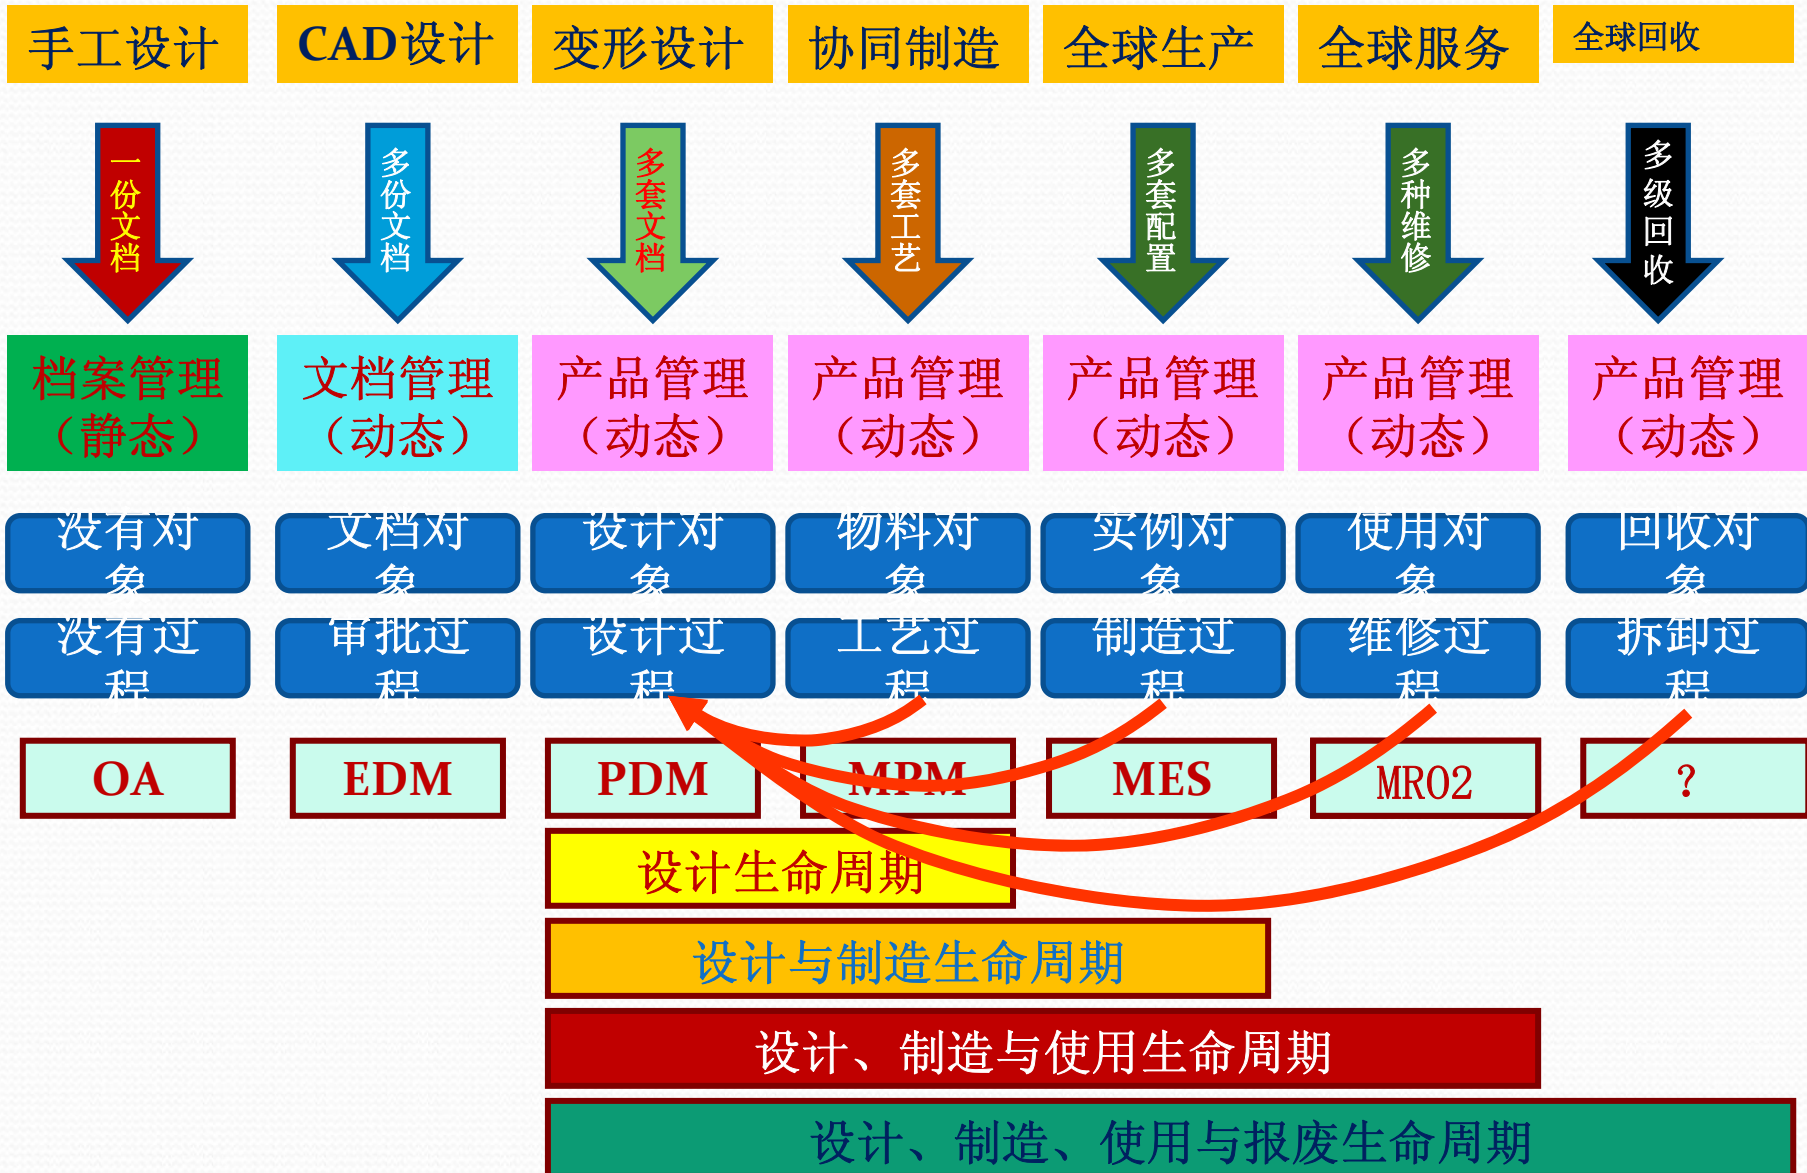 手工设计
CAD设计
变形设计
协同制造
全球生产
全球服务
全球回收
一份文档
多份文档
多套文档
多套工艺
多套配置
多种维修
多级回收
档案管理
（静态）
文档管理
（动态）
产品管理
（动态）
产品管理
（动态）
产品管理
（动态）
产品管理
（动态）
产品管理
（动态）
没有对
象
文档对
象
设计对
象
物料对
象
实例对
象
使用对
象
回收对
象
没有过
程
审批过
程
设计过
程
工艺过
程
制造过
程
维修过
程
拆卸过
程
OA
EDM
PDM
MPM
MES
MRO2
？
设计生命周期
设计与制造生命周期
设计、制造与使用生命周期
设计、制造、使用与报废生命周期